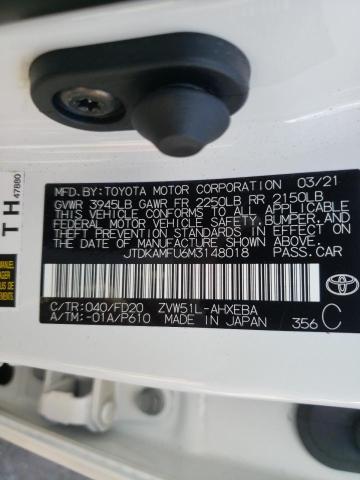 MFD.BY:TOYOTA MOTOR CORPORATION 03/21
GVWR 3945LB GAWR FR 2250LB RR 2150LB
THIS VEHICLE CONFORMS TO ALL APPLICABLE
FEDERAL MOTOR VEHICLE SAFETY,BUMPER,AND
THEFT PREVENTION STANDARDS IN EFFECT ON
THE DATE OF MANUFACTURE SHOWN ABOVE.
JTDKAMFU6M3148018 PASS.CAR
C/TR:040/FD20 ZVW51L-AHXEBA
A/TM:-01A/P610 MADE IN JAPAN 356 C
TOYOTA
TH
47880